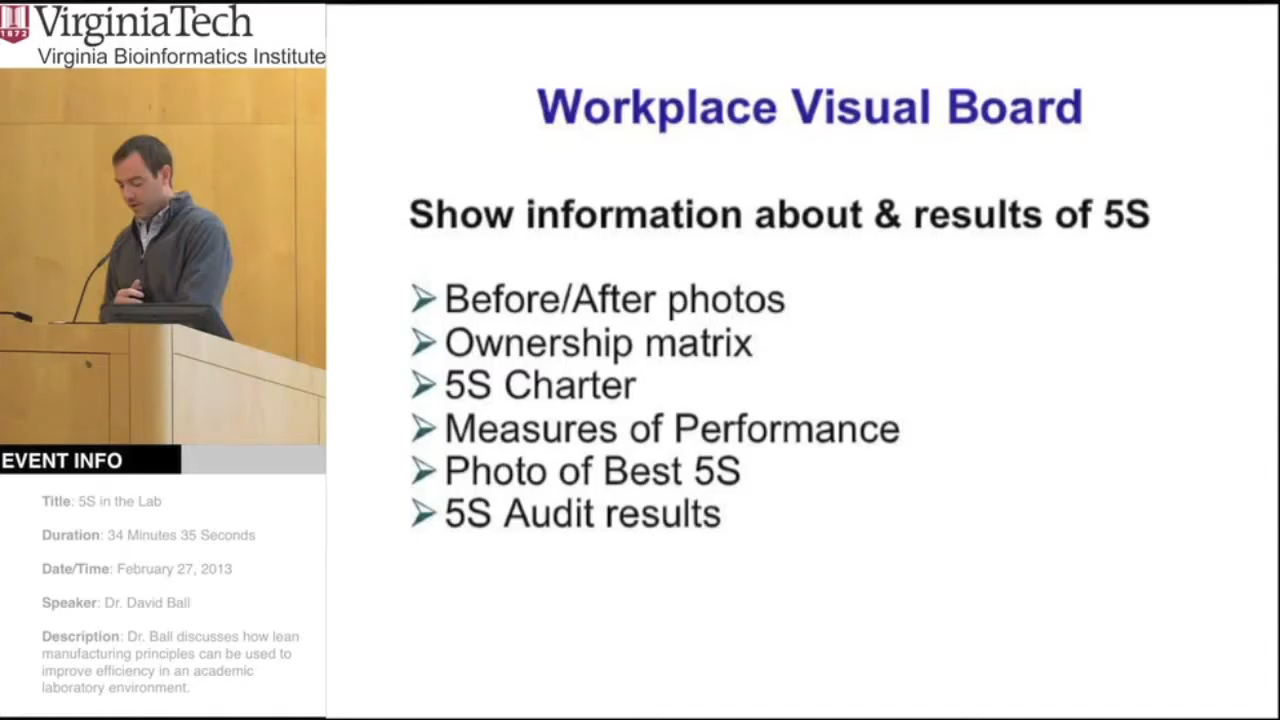 1872
VirginiaTech
Virginia Bioinformatics Institute
EVENT INFO
Title: 5S in the Lab
Duration: 34 Minutes 35 Seconds
Date/Time: February 27, 2013
Speaker: Dr. David Ball
Description: Dr. Ball discusses how lean
manufacturing principles can be used to
improve efficiency in an academic
laboratory environment.
Workplace Visual Board
Show information about & results of 5S
Before/After photos
Ownership matrix
5S Charter
Measures of Performance
Photo of Best 5S
5S Audit results